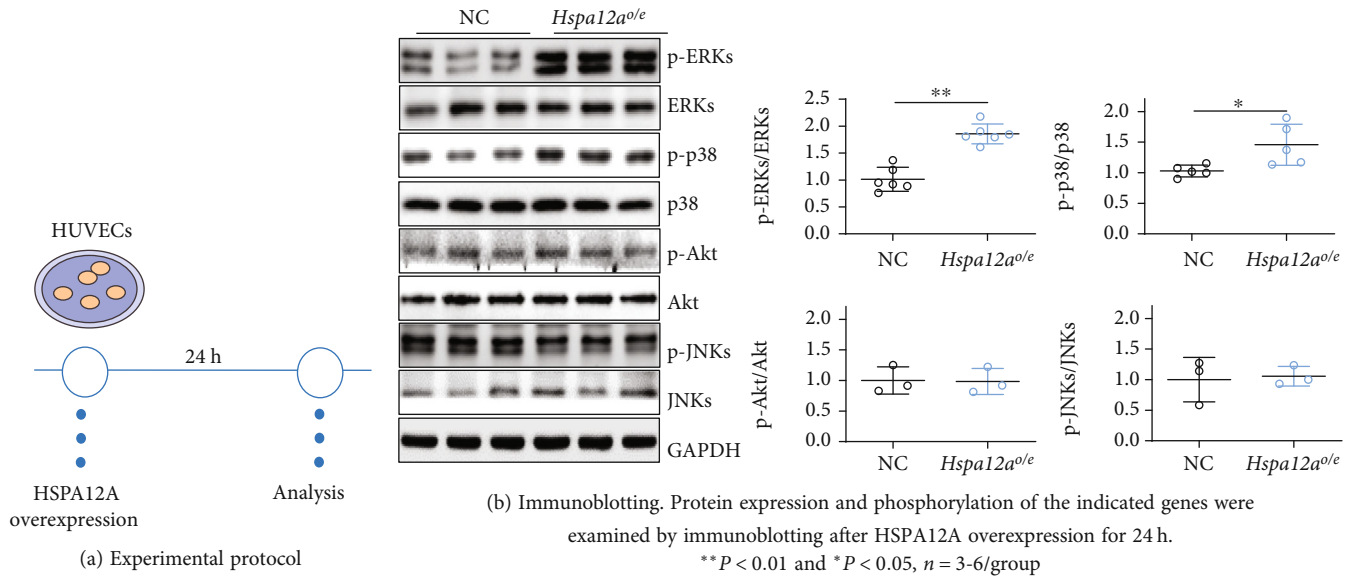 HUVECs
24 h
HSPA12A
overexpression
Analysis
(a) Experimental protocol
NC
Hspa12a^o/e
p-ERKs
ERKs
p-p38
p38
p-Akt
Akt
p-JNKs
JNKs
GAPDH
p-ERKs/ERKs
2.5
2.0
1.5
1.0
0.5
0.0
**
NC
Hspa12a^o/e
p-p38/p38
2.0
1.5
1.0
0.5
0.0
*
NC
Hspa12a^o/e
p-Akt/Akt
2.0
1.5
1.0
0.5
0.0
NC
Hspa12a^o/e
p-JNKs/JNKs
2.0
1.5
1.0
0.5
0.0
NC
Hspa12a^o/e
(b) Immunoblotting. Protein expression and phosphorylation of the indicated genes were
examined by immunoblotting after HSPA12A overexpression for 24 h.
**P < 0.01 and *P < 0.05, n = 3-6/group